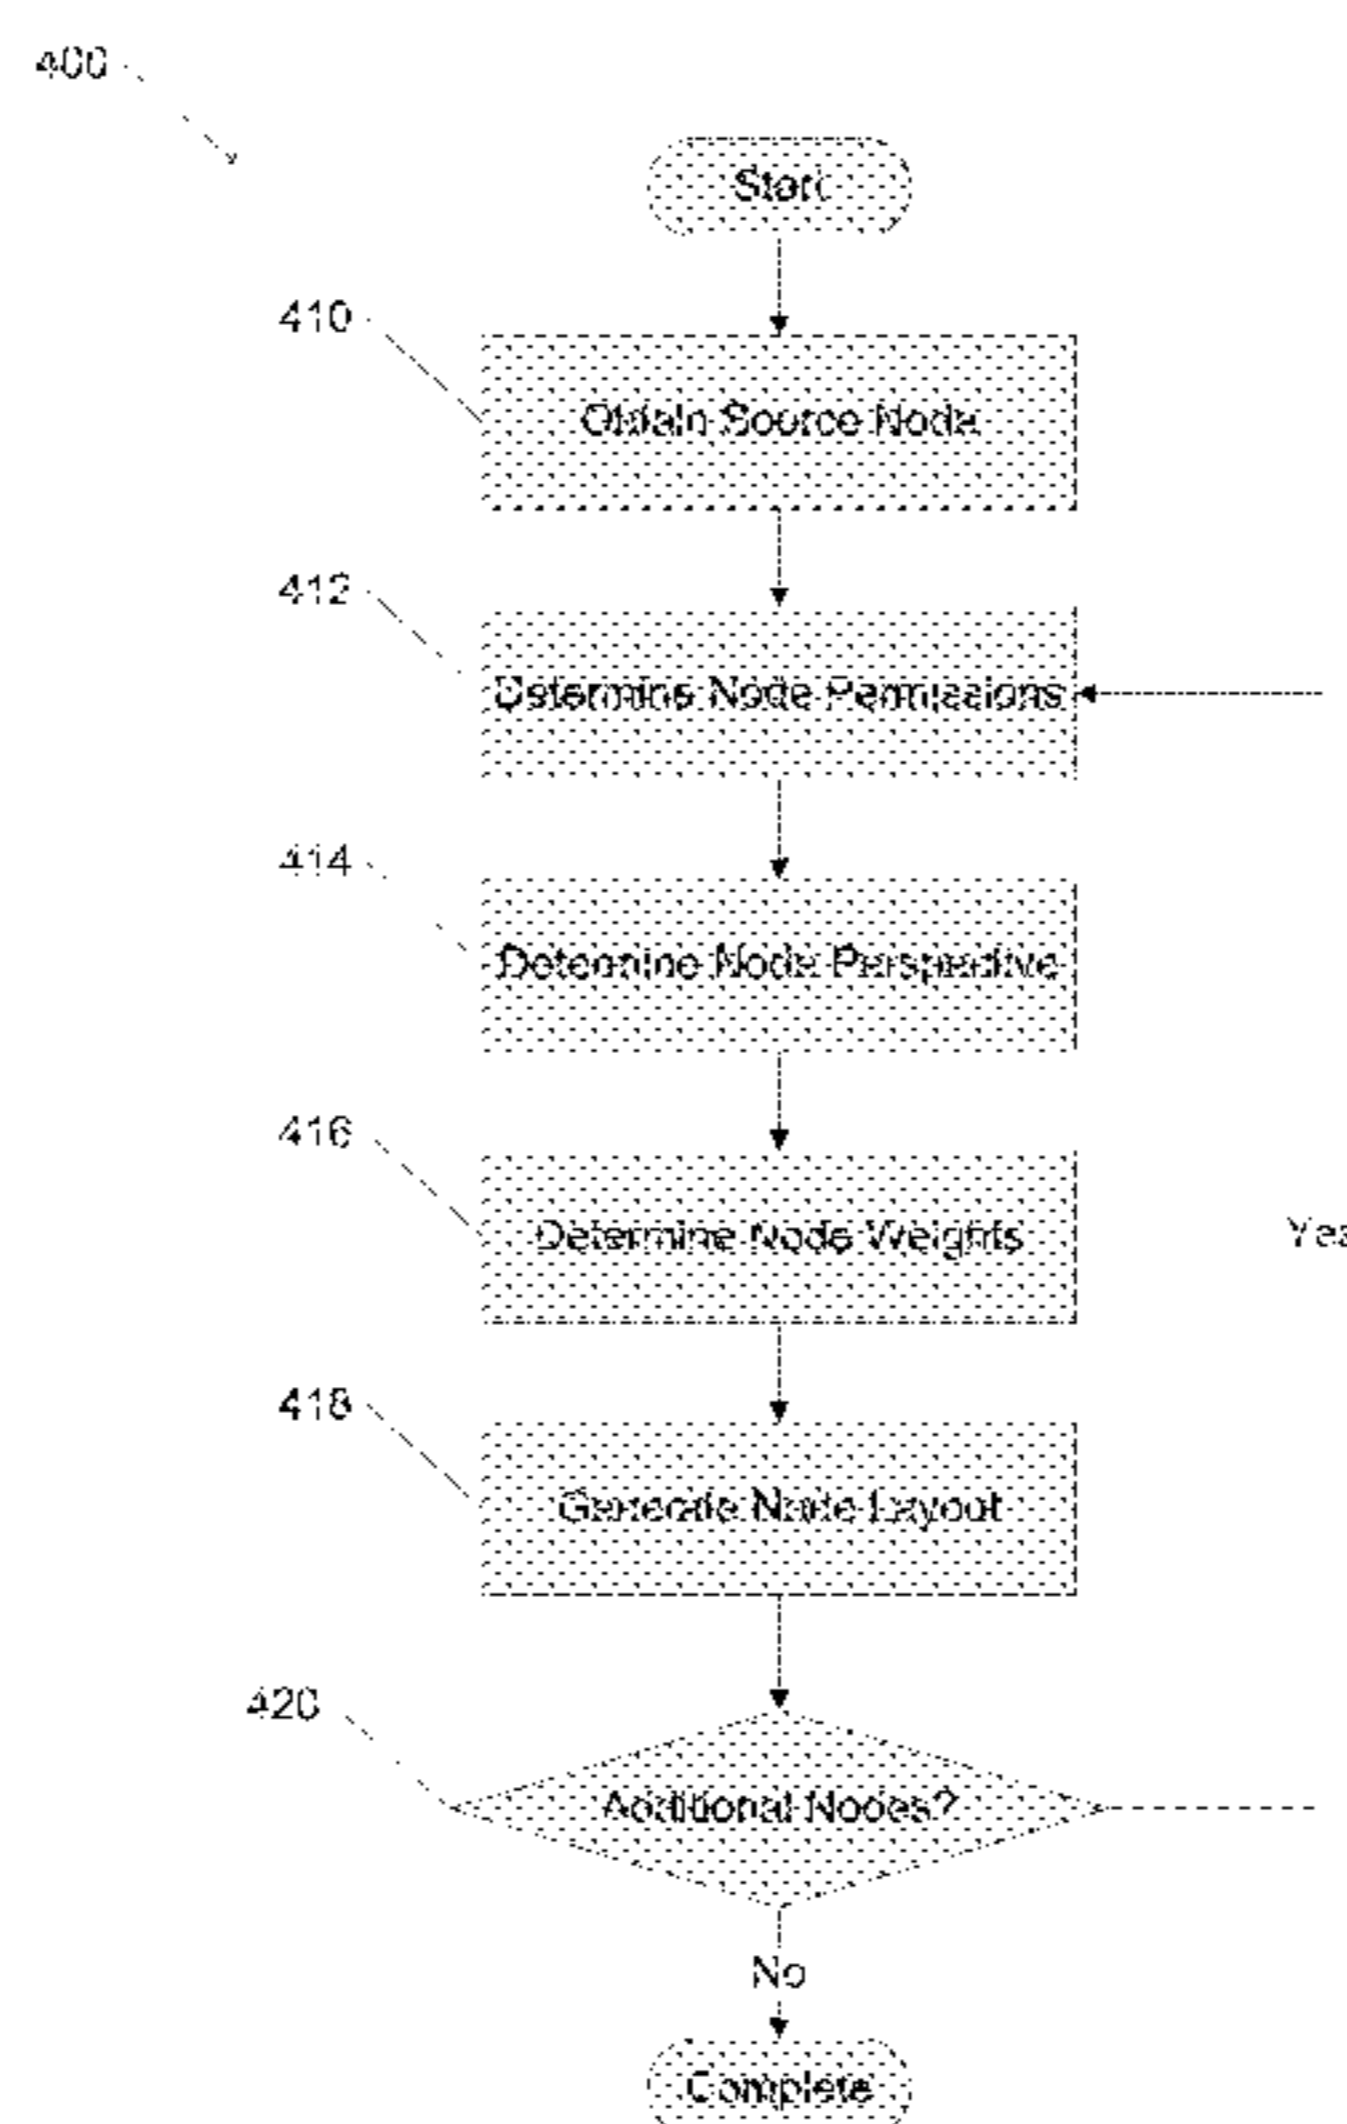 400
Start
410
Obtain Source Node
412
Determine Node Permissions
414
Determine Node Perspective
416
Determine Node Weights
Yes
418
Generate Node Layout
420
Additional Nodes?
No
Complete